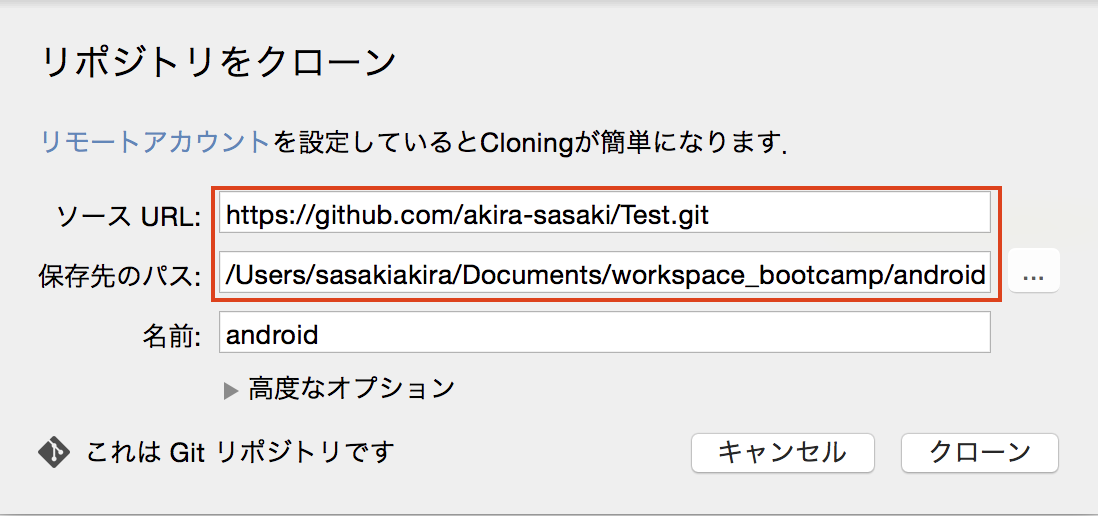 リポジトリをクローン
リモートアカウントを設定しているとCloningが簡単になります.
ソース URL: https://github.com/akira-sasaki/Test.git
保存先のパス: /Users/sasakiakira/Documents/workspace_bootcamp/android ...
名前: android
高度なオプション
これは Git リポジトリです キャンセル クローン